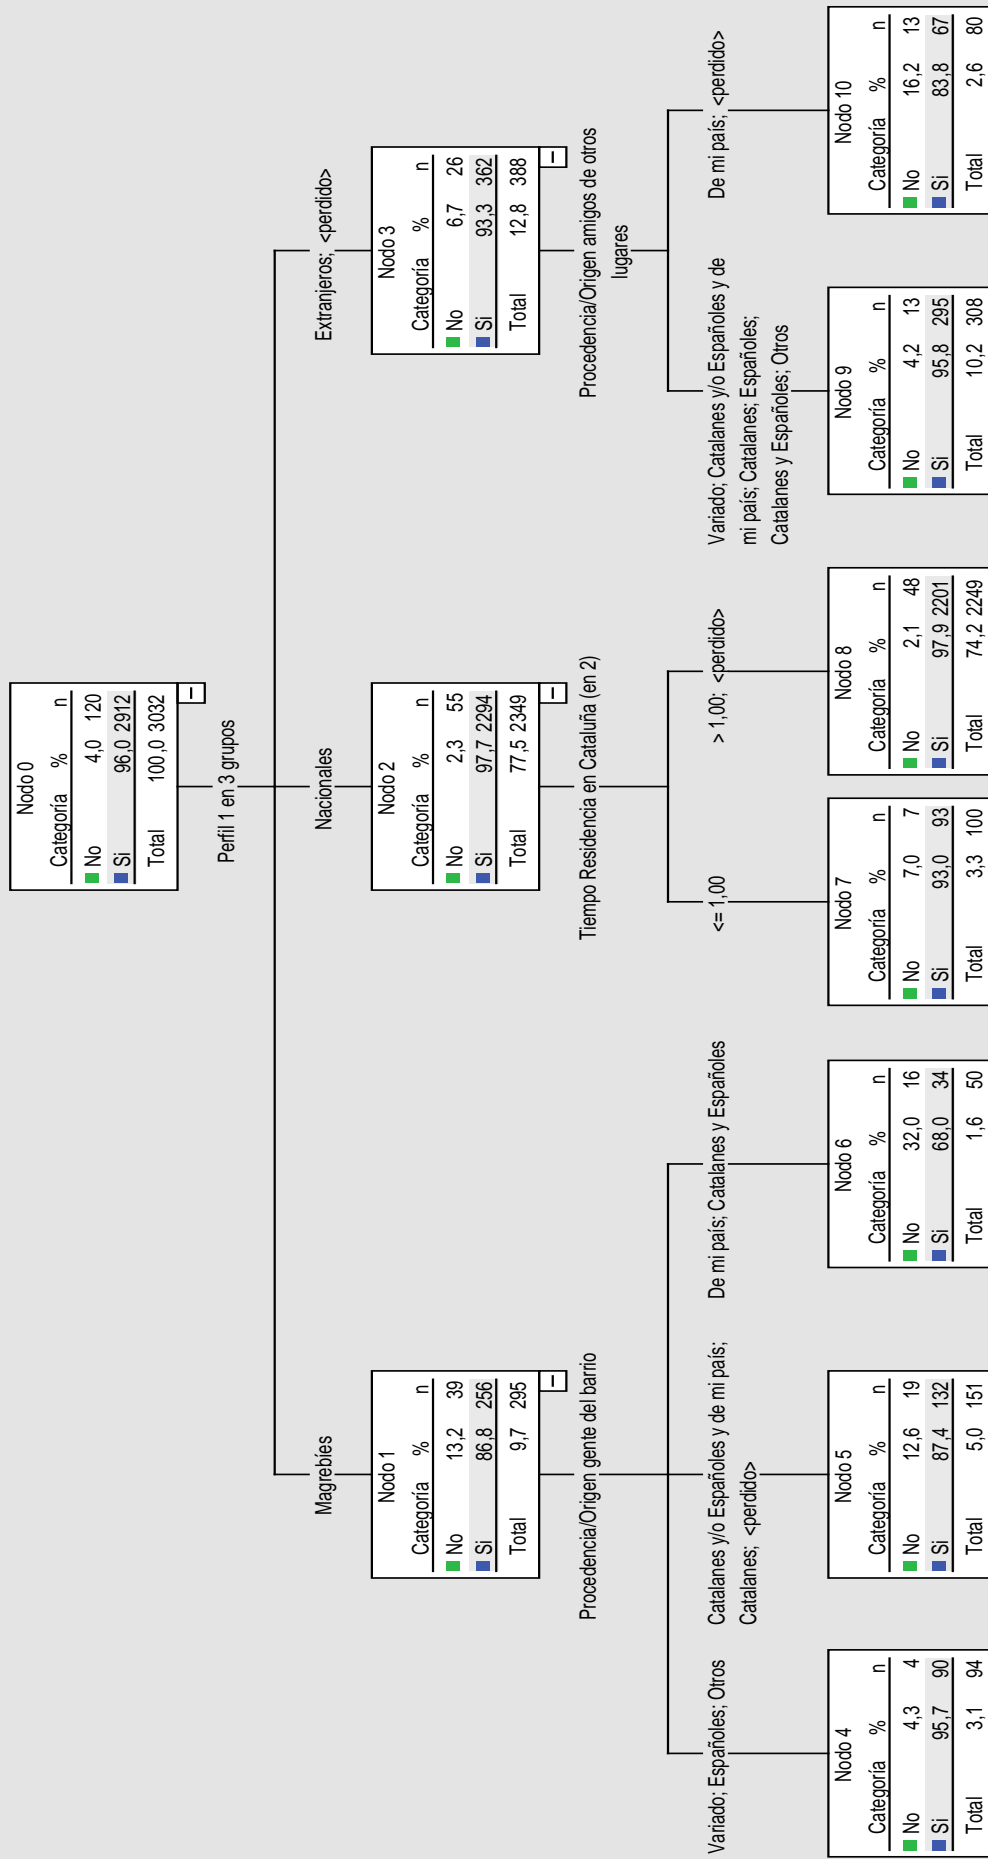 Nodo 0
Categoría % n
No 4,0 120
Si 96,0 2912
Total 100,0 3032
Perfil 1 en 3 grupos
Magrebíes
Nacionales
Extranjeros; <perdido>
Nodo 1
Categoría % n
No 13,2 39
Si 86,8 256
Total 9,7 295
Nodo 2
Categoría % n
No 2,3 55
Si 97,7 2294
Total 77,5 2349
Nodo 3
Categoría % n
No 6,7 26
Si 93,3 362
Total 12,8 388
Procedencia/Origen gente del barrio
Tiempo Residencia en Cataluña (en 2)
Procedencia/Origen amigos de otros
lugares
Variado; Españoles; Otros
Catalanes y/o Españoles y de mi país;
Catalanes; <perdido>
De mi país; Catalanes y Españoles
<= 1,00
> 1,00; <perdido>
Variado; Catalanes y/o Españoles y de
mi país; Catalanes; Españoles;
Catalanes y Españoles; Otros
De mi país; <perdido>
Nodo 4
Categoría % n
No 4,3 4
Si 95,7 90
Total 3,1 94
Nodo 5
Categoría % n
No 12,6 19
Si 87,4 132
Total 5,0 151
Nodo 6
Categoría % n
No 32,0 16
Si 68,0 34
Total 1,6 50
Nodo 7
Categoría % n
No 7,0 7
Si 93,0 93
Total 3,3 100
Nodo 8
Categoría % n
No 2,1 48
Si 97,9 2201
Total 74,2 2249
Nodo 9
Categoría % n
No 4,2 13
Si 95,8 295
Total 10,2 308
Nodo 10
Categoría % n
No 16,2 13
Si 83,8 67
Total 2,6 80